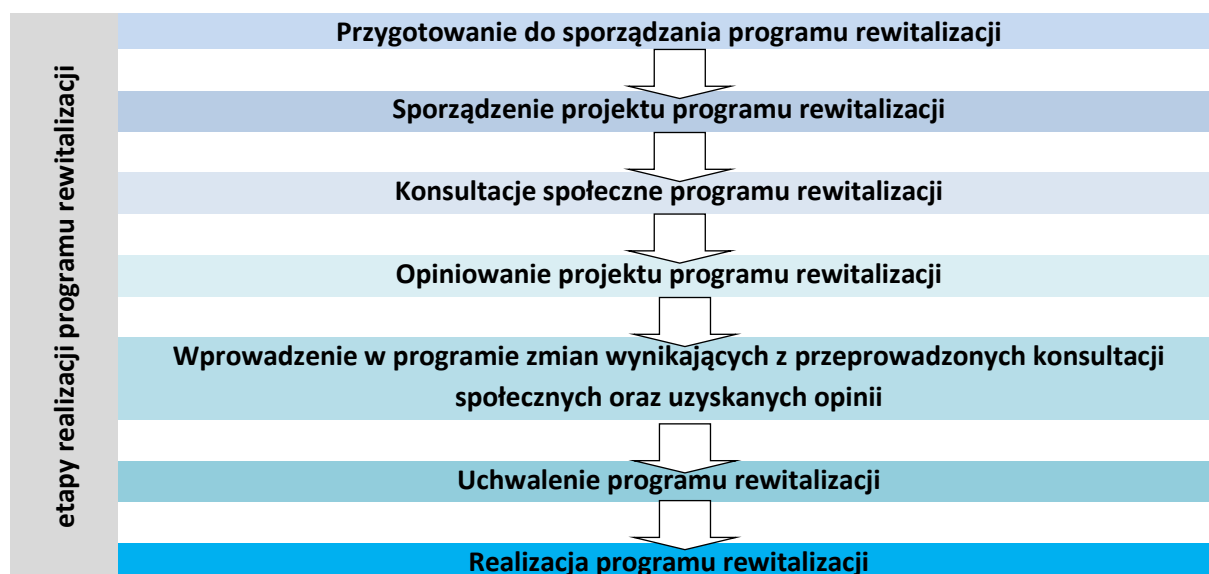 etapy realizacji programu rewitalizacji
Przygotowanie do sporządzania programu rewitalizacji
Sporządzenie projektu programu rewitalizacji
Konsultacje społeczne programu rewitalizacji
Opiniowanie projektu programu rewitalizacji
Wprowadzenie w programie zmian wynikających z przeprowadzonych konsultacji
społecznych oraz uzyskanych opinii
Uchwalenie programu rewitalizacji
Realizacja programu rewitalizacji